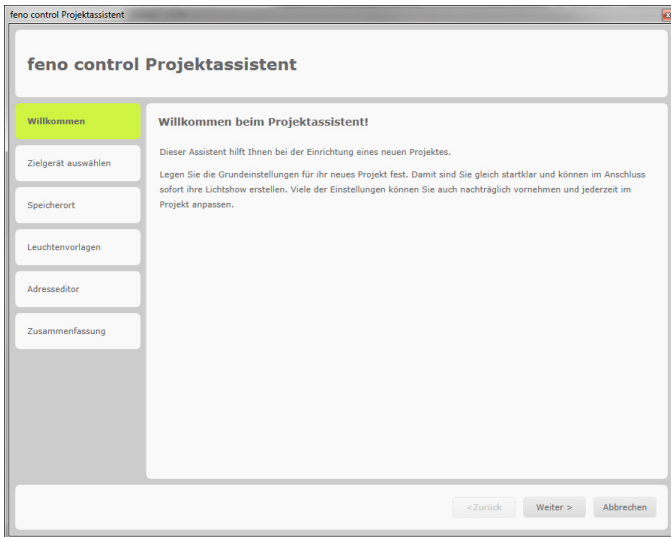 feno control Projektassistent
feno control Projektassistent
Willkommen
Zielgerät auswählen
Speicherort
Leuchtenvorlagen
Adresseditor
Zusammenfassung
Willkommen beim Projektassistent!
Dieser Assistent hilft Ihnen bei der Einrichtung eines neuen Projektes.
Legen Sie die Grundeinstellungen für ihr neues Projekt fest. Damit sind Sie gleich startklar und können im Anschluss
sofort ihre Lichtshow erstellen. Viele der Einstellungen können Sie auch nachträglich vornehmen und jederzeit im
Projekt anpassen.
<Zurück
Weiter >
Abbrechen